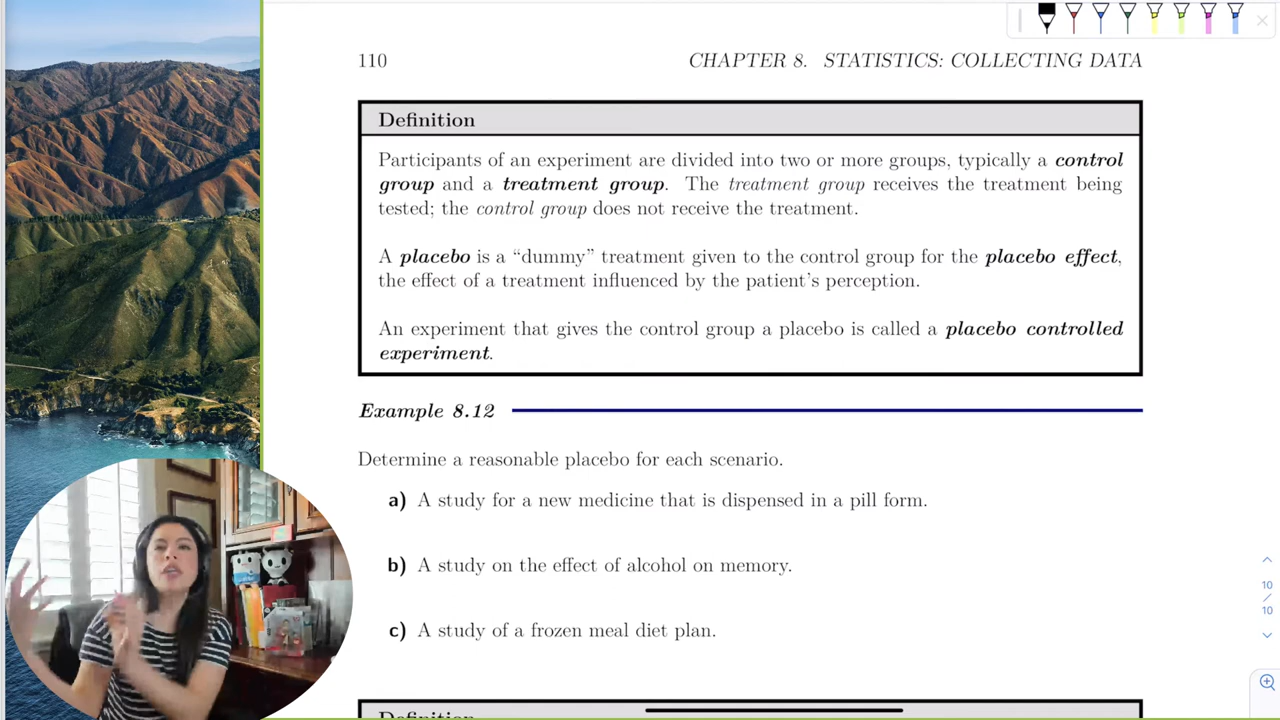 110
CHAPTER 8. STATISTICS: COLLECTING DATA
Definition
Participants of an experiment are divided into two or more groups, typically a control
group and a treatment group. The treatment group receives the treatment being
tested; the control group does not receive the treatment.
A placebo is a “dummy” treatment given to the control group for the placebo effect,
the effect of a treatment influenced by the patient’s perception.
An experiment that gives the control group a placebo is called a placebo controlled
experiment.
Example 8.12
Determine a reasonable placebo for each scenario.
a) A study for a new medicine that is dispensed in a pill form.
b) A study on the effect of alcohol on memory.
c) A study of a frozen meal diet plan.
10
/
10
Definition